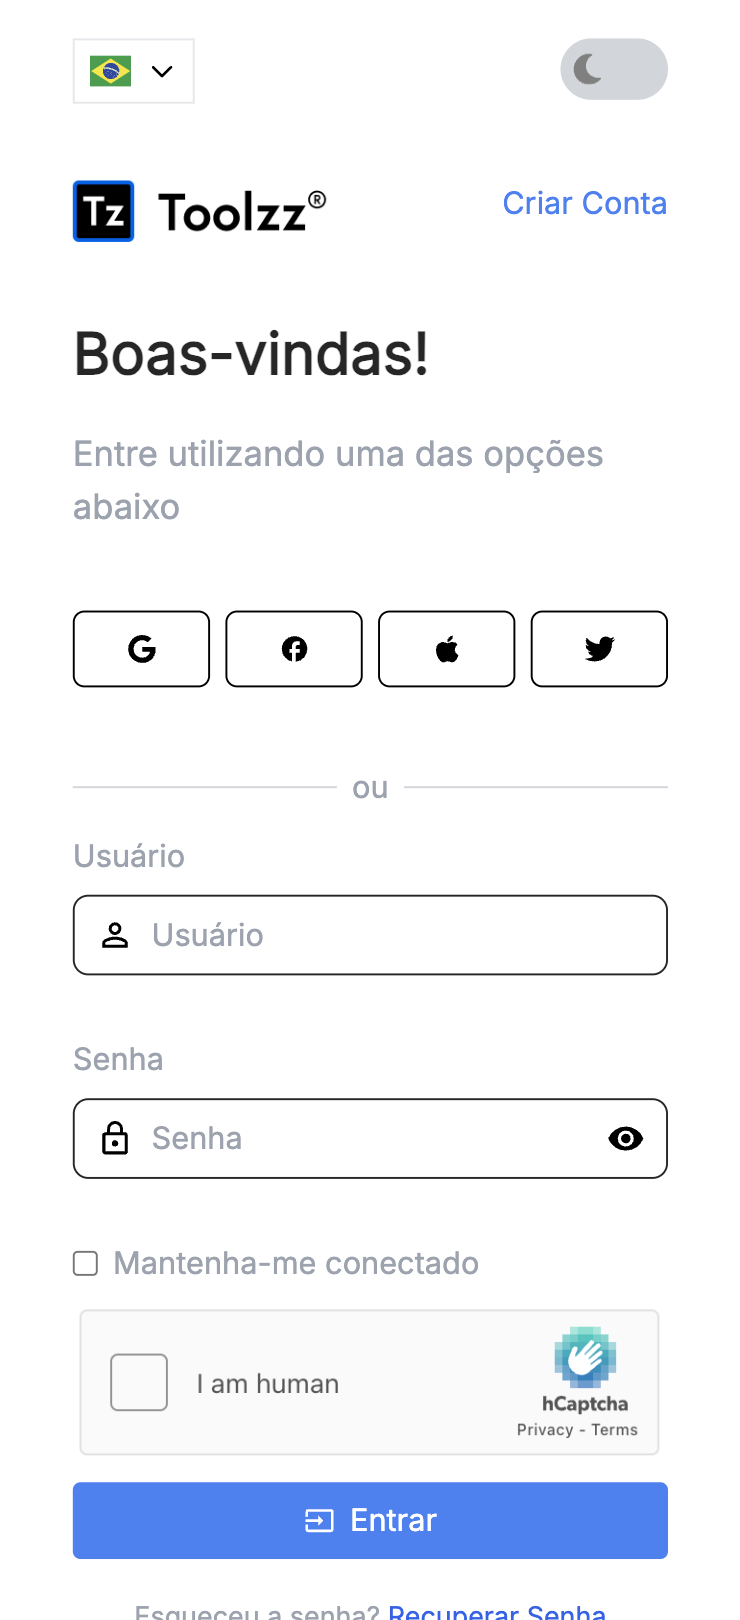 Tz Toolzz®
Criar Conta
Boas-vindas!
Entre utilizando uma das opções
abaixo
ou
Usuário
Usuário
Senha
Senha
Mantenha-me conectado
I am human
hCaptcha
Privacy - Terms
Entrar
Esqueceu a senha? Recuperar Senha